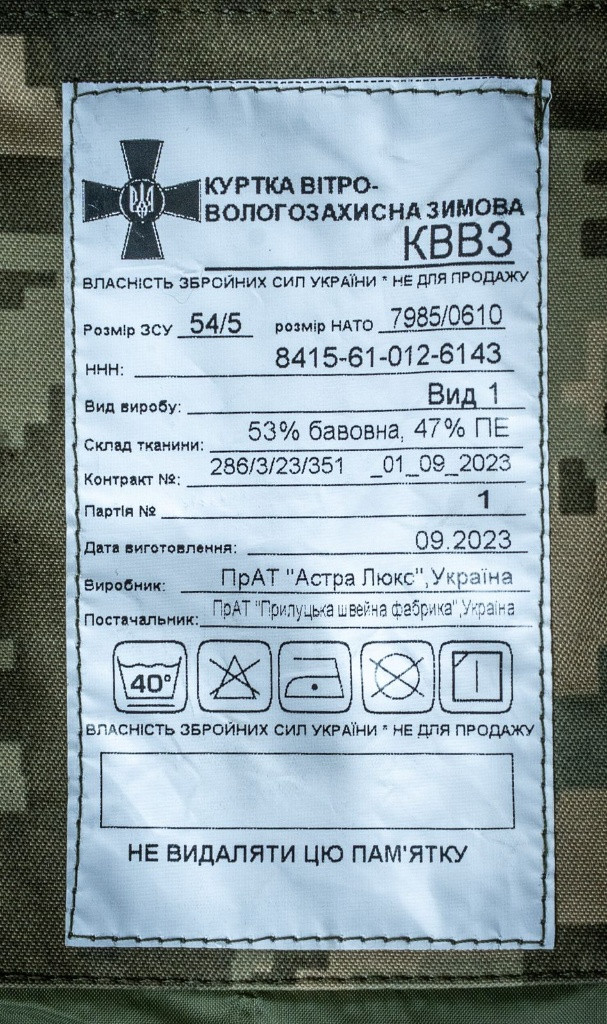 КУРТКА ВІТРО-
ВОЛОГОЗАХИСНА ЗИМОВА
КВВЗ
ВЛАСНІСТЬ ЗБРОЙНИХ СИЛ УКРАЇНИ * НЕ ДЛЯ ПРОДАЖУ
Розмір ЗСУ 54/5 розмір НАТО 7985/0610
ННН: 8415-61-012-6143
Вид виробу: Вид 1
Склад тканини: 53% бавовна, 47% ПЕ
Контракт №: 286/3/23/351 _01_09_2023
Партія № 1
Дата виготовлення: 09.2023
Виробник: ПрАТ "Астра Люкс",Україна
Постачальник: ПрАТ "Прилуцька швейна фабрика",Україна
40°
ВЛАСНІСТЬ ЗБРОЙНИХ СИЛ УКРАЇНИ * НЕ ДЛЯ ПРОДАЖУ
НЕ ВИДАЛЯТИ ЦЮ ПАМ'ЯТКУ